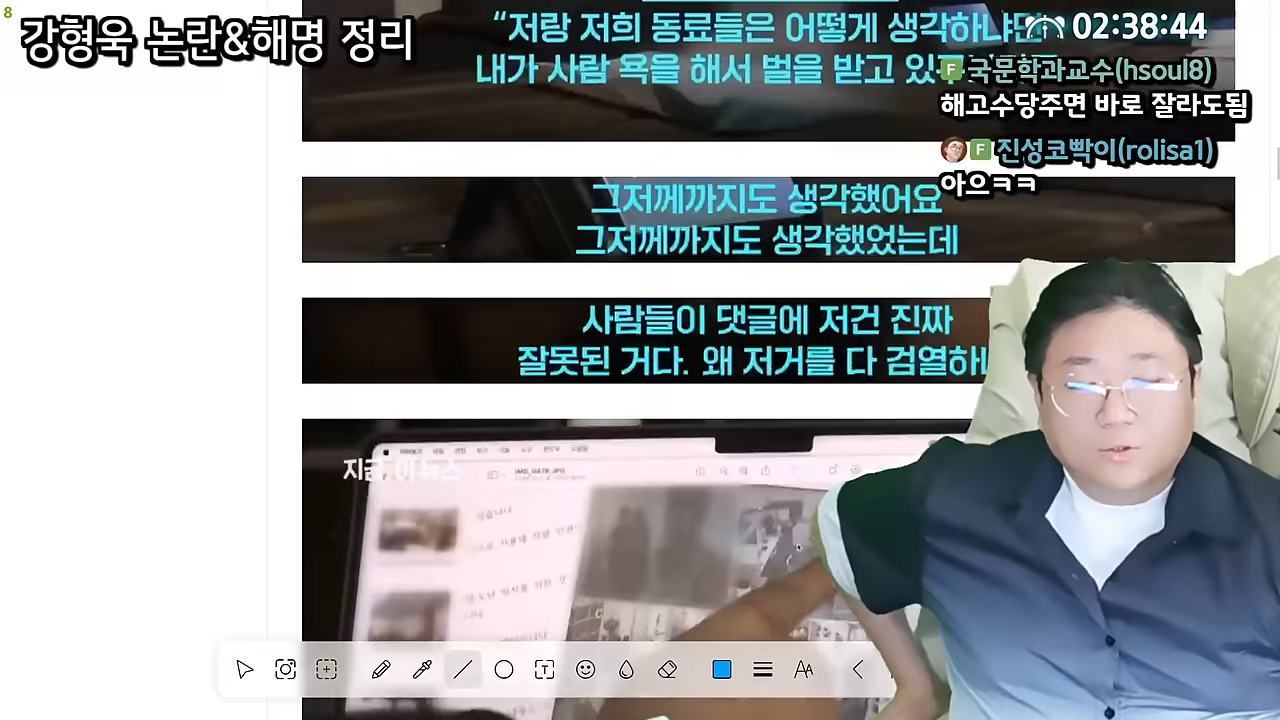 8
강형욱 논란&해명 정리
“저랑 저희 동료들은 어떻게 생각하냐면
내가 사람 욕을 해서 벌을 받고 있
02:38:44
F 국문학과교수(hsoul8)
해고수당주면 바로 잘라도됨
F 진성코빡이(rolisa1)
아으ㅋㅋ
그저께까지도 생각했어요
그저께까지도 생각했었는데
사람들이 댓글에 저건 진짜
잘못된 거다. 왜 저거를 다 검열하
지금 이 뉴스